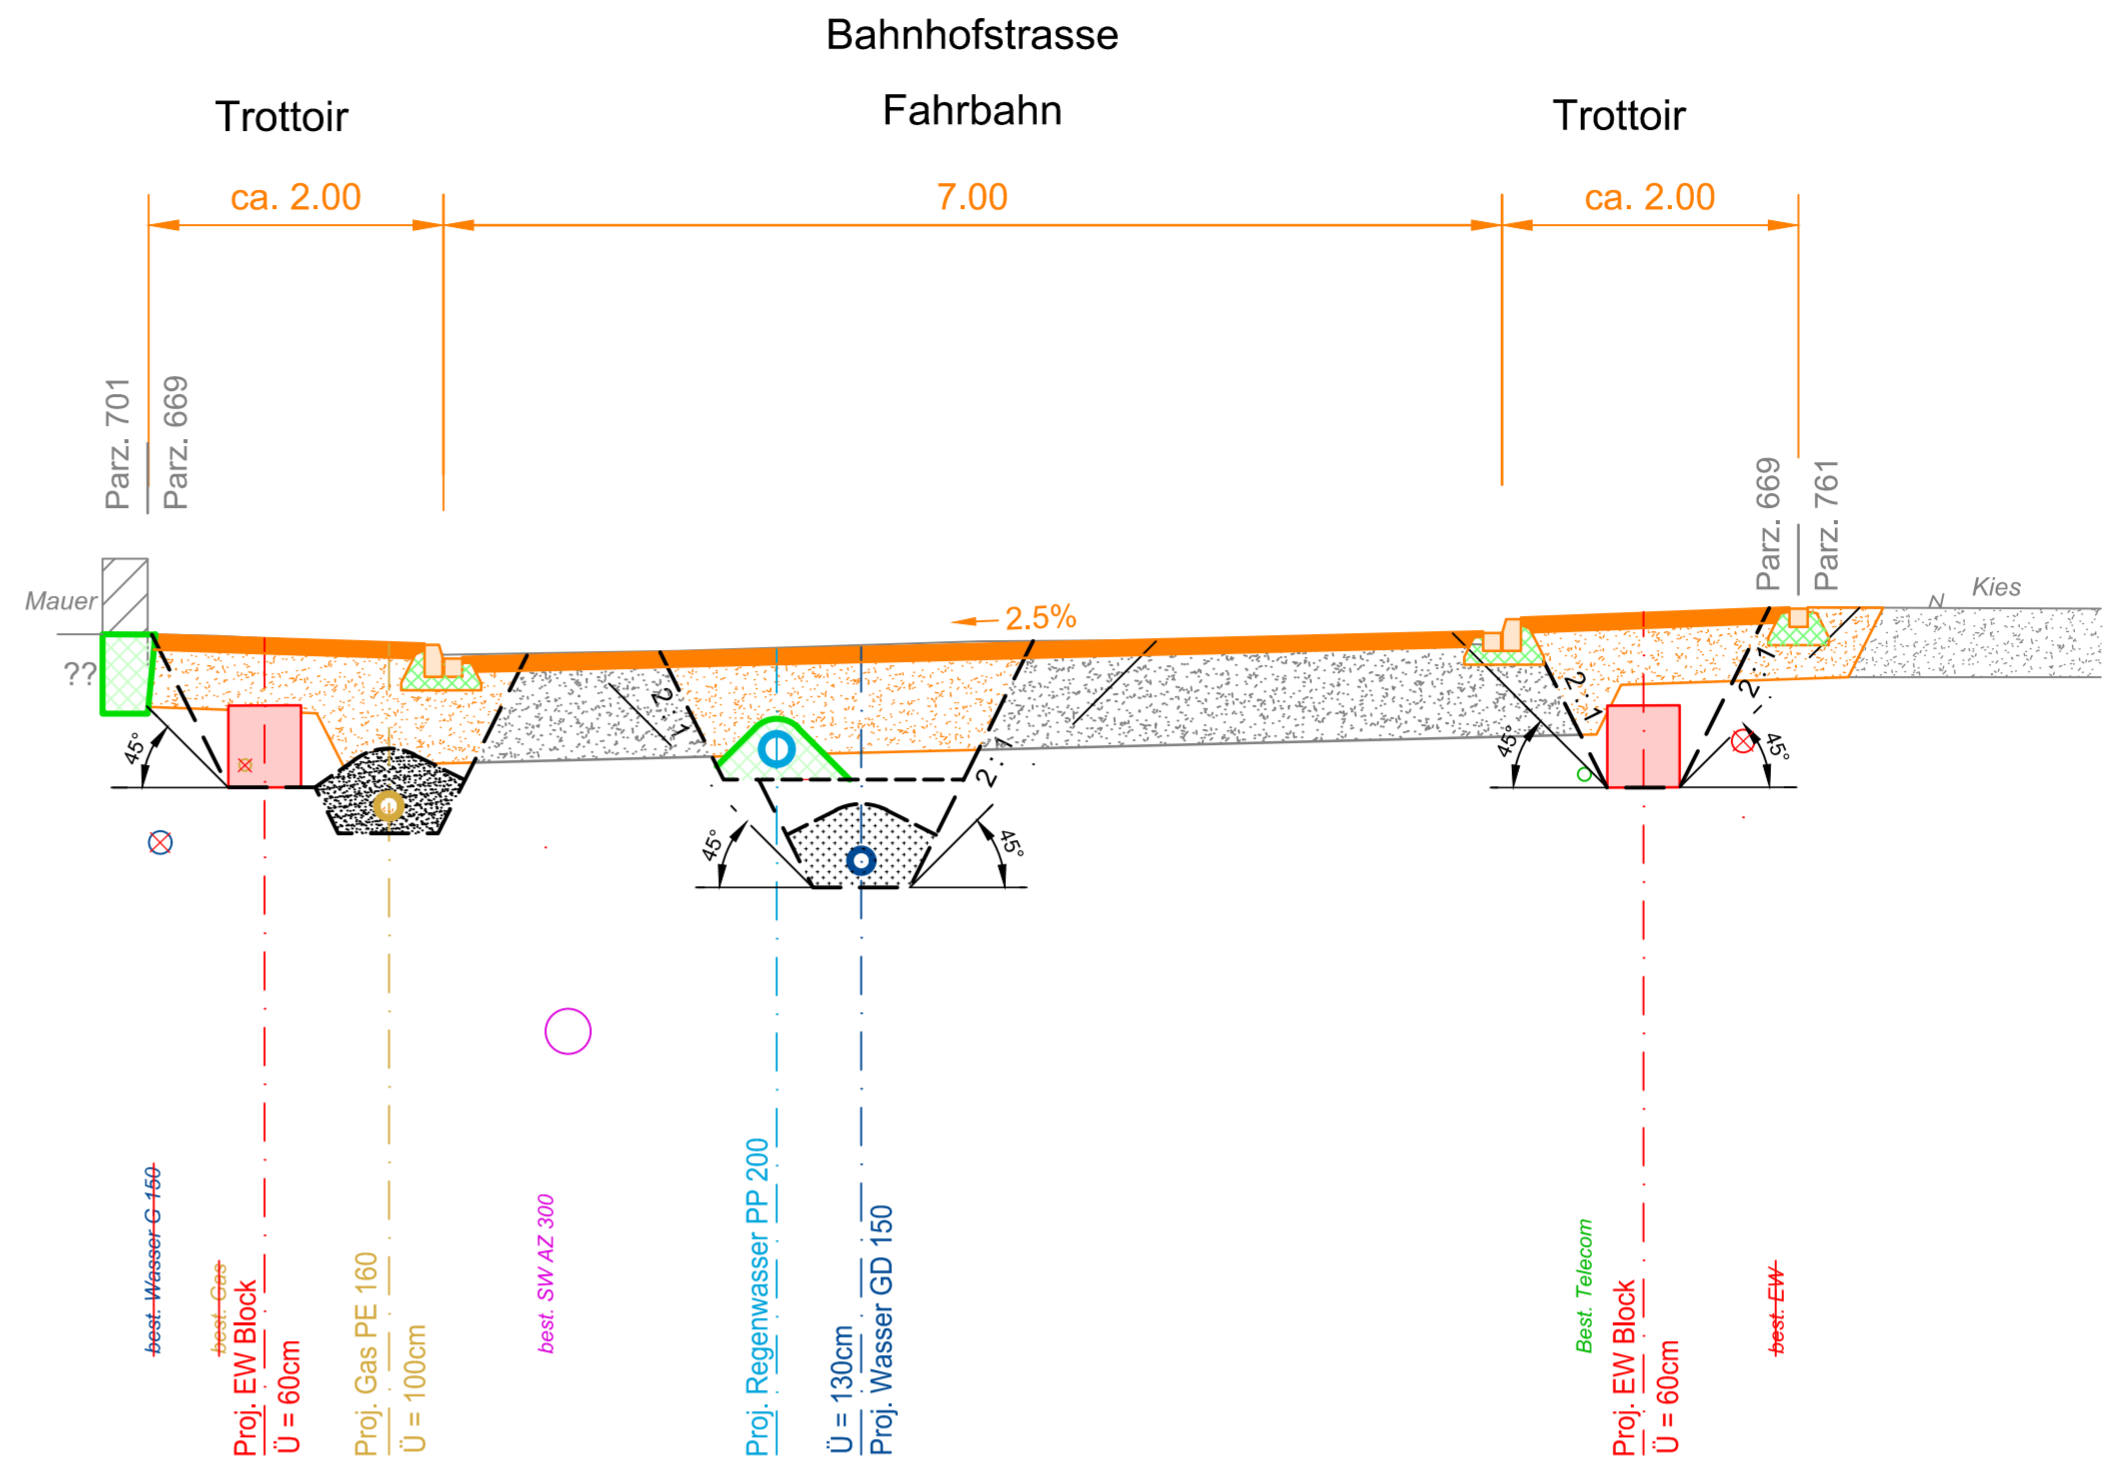 Bahnhofstrasse
Trottoir
Fahrbahn
Trottoir
ca. 2.00
7.00
ca. 2.00
Parz. 701
Parz. 669
Parz. 669
Parz. 761
Mauer
??
2.5%
Kies
2:1
2:1
2:1
2:1
45°
45°
45°
45°
45°
best. Wasser G 150
best. Gas
Proj. EW Block
Ü = 60cm
Proj. Gas PE 160
Ü = 100cm
best. SW AZ 300
Proj. Regenwasser PP 200
Ü = 130cm
Proj. Wasser GD 150
Best. Telecom
Proj. EW Block
Ü = 60cm
best. EW